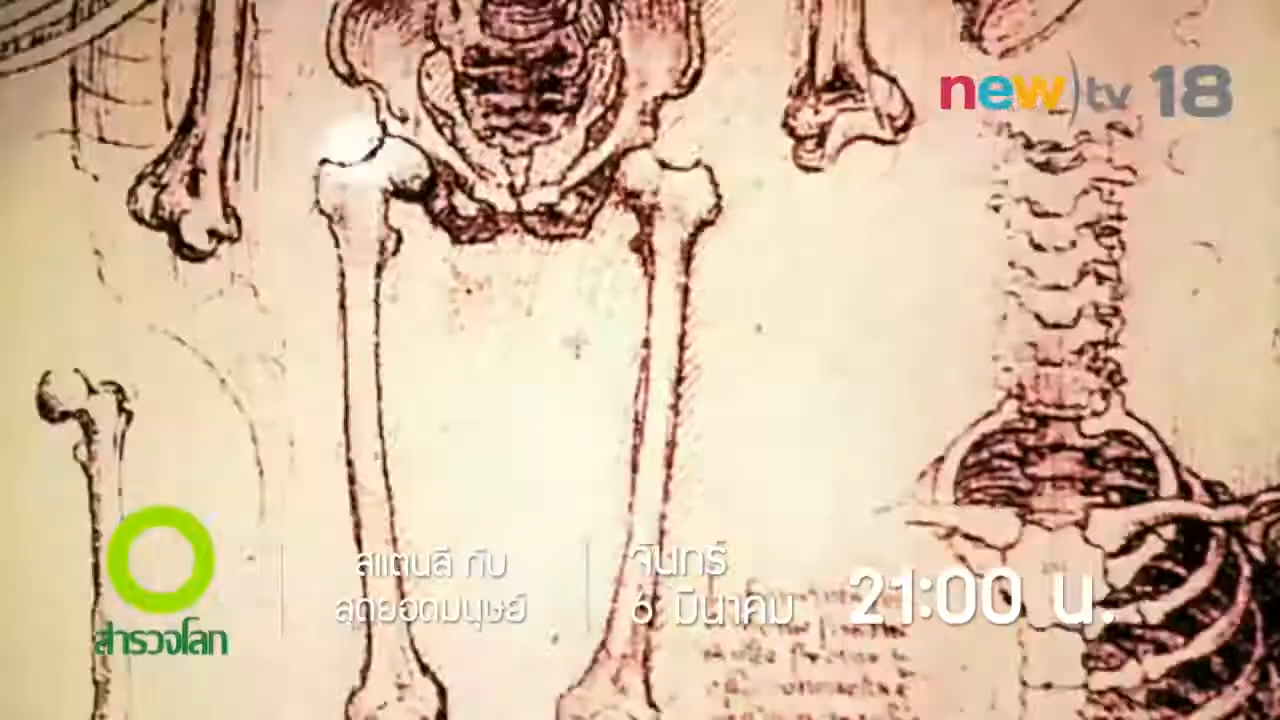 new)tv 18
สแตนลี กับ
สุดยอดมนุษย์
จันทร์
6 มีนาคม
21:00 น.
สำรวจโลก